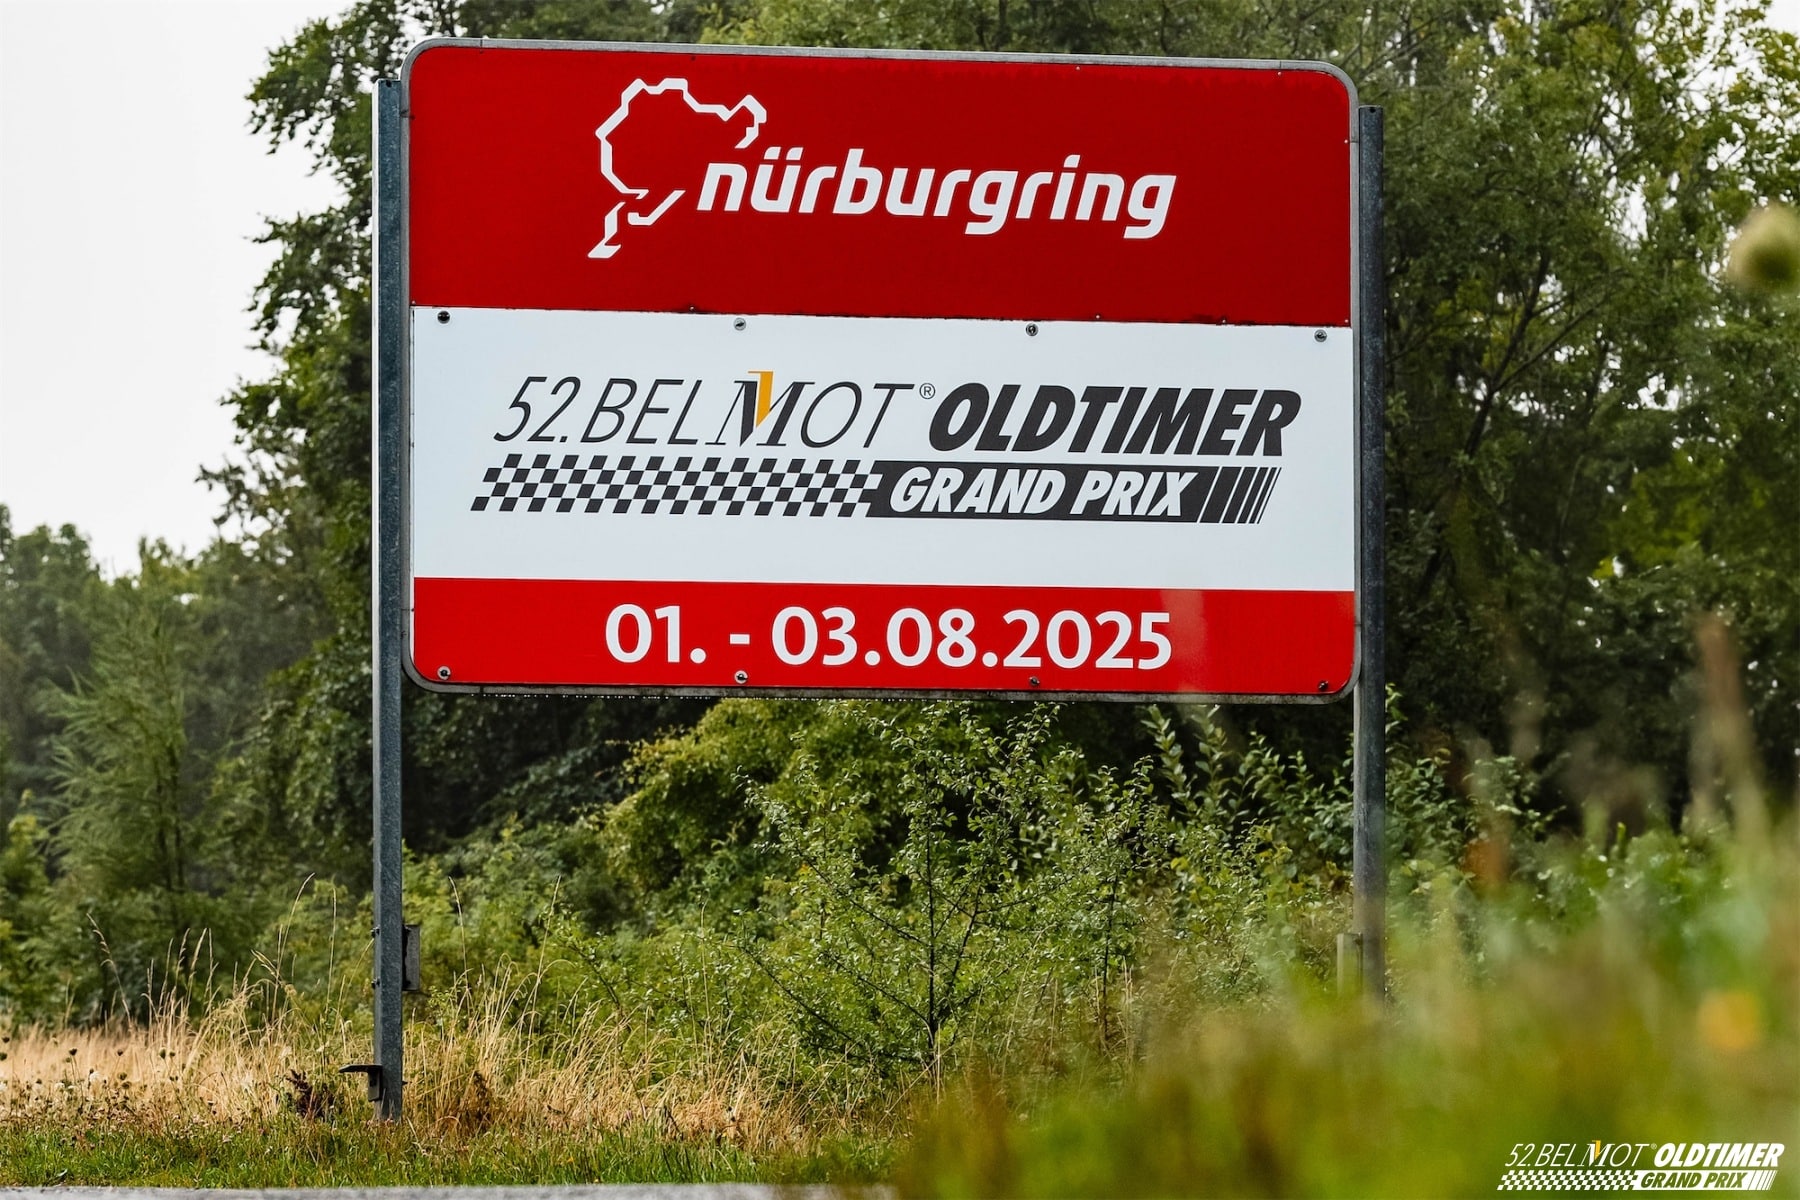 nürburgring
52. BELMOT® OLDTIMER
GRAND PRIX
01. - 03.08.2025
52. BELMOT® OLDTIMER
GRAND PRIX